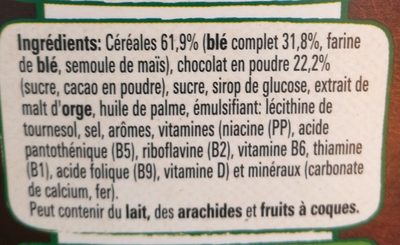 Ingrédients: Céréales 61,9% (blé complet 31,8%, farine
de blé, semoule de maïs), chocolat en poudre 22,2%
(sucre, cacao en poudre), sucre, sirop de glucose, extrait de
malt d'orge, huile de palme, émulsifiant: lécithine de
tournesol, sel, arômes, vitamines (niacine (PP), acide
pantothénique (B5), riboflavine (B2), vitamine B6, thiamine
(B1), acide folique (B9), vitamine D) et minéraux (carbonate
de calcium, fer).
Peut contenir du lait, des arachides et fruits à coques.